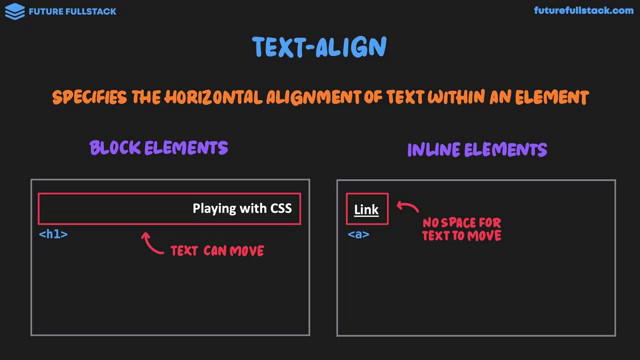 FUTURE FULLSTACK
futurefullstack.com
TEXT-ALIGN
SPECIFIES THE HORIZONTAL ALIGNMENT OF TEXT WITHIN AN ELEMENT
BLOCK ELEMENTS
Playing with CSS
<h1>
TEXT CAN MOVE
INLINE ELEMENTS
Link
<a>
NO SPACE FOR
TEXT TO MOVE